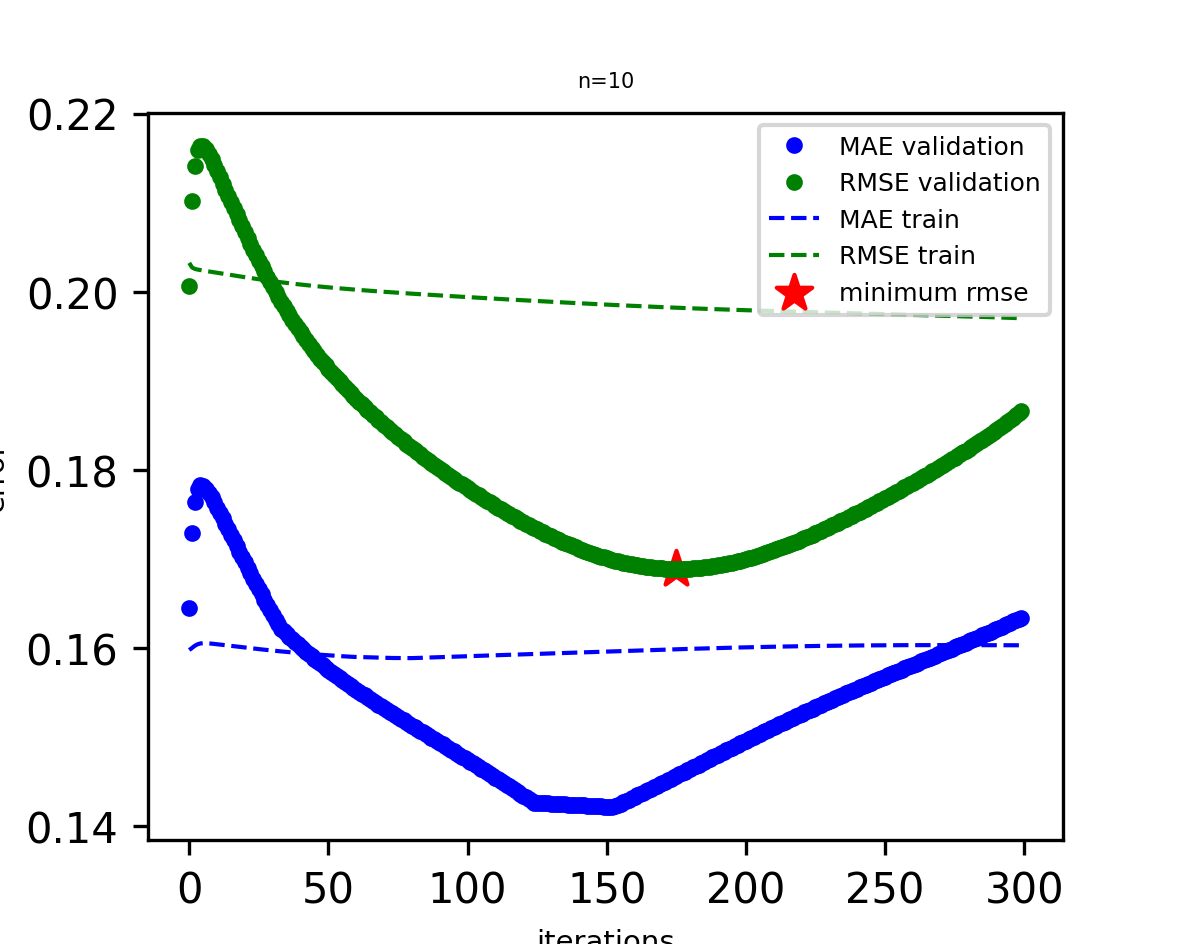 n=10
0.22
0.20
0.18
0.16
0.14
MAE validation
RMSE validation
MAE train
RMSE train
minimum rmse
0 50 100 150 200 250 300
iterations